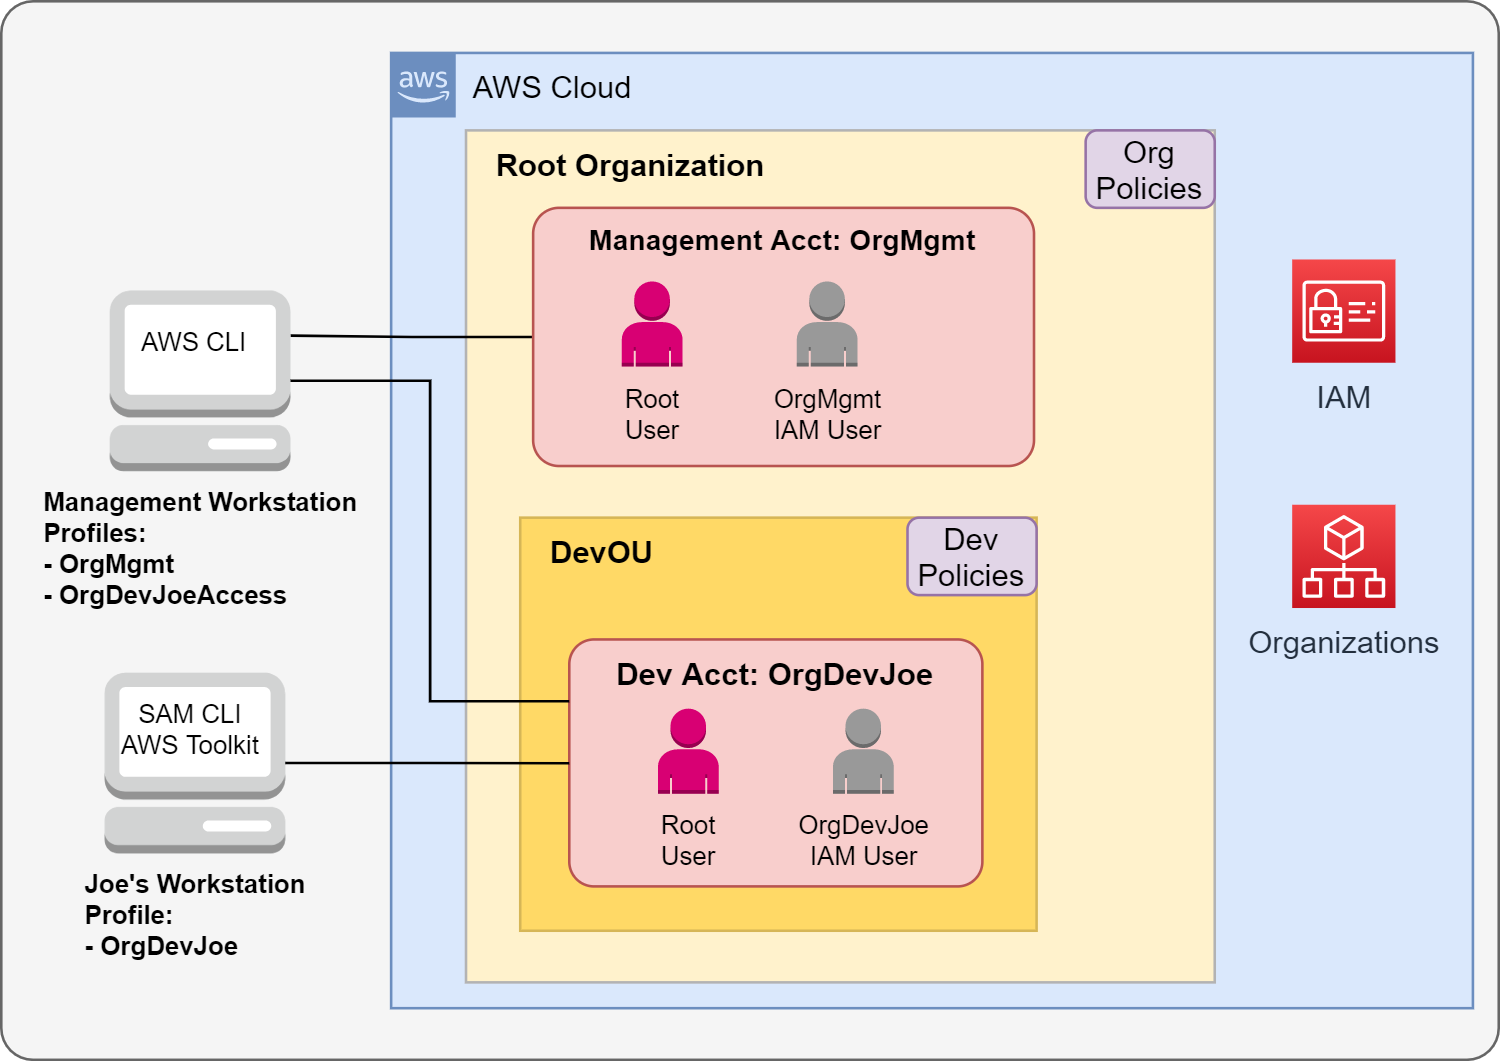 aws
AWS Cloud
Root Organization
Org
Policies
Management Acct: OrgMgmt
Root
User
OrgMgmt
IAM User
AWS CLI
Management Workstation
Profiles:
- OrgMgmt
- OrgDevJoeAccess
DevOU
Dev
Policies
Dev Acct: OrgDevJoe
Root
User
OrgDevJoe
IAM User
SAM CLI
AWS Toolkit
Joe's Workstation
Profile:
- OrgDevJoe
IAM
Organizations